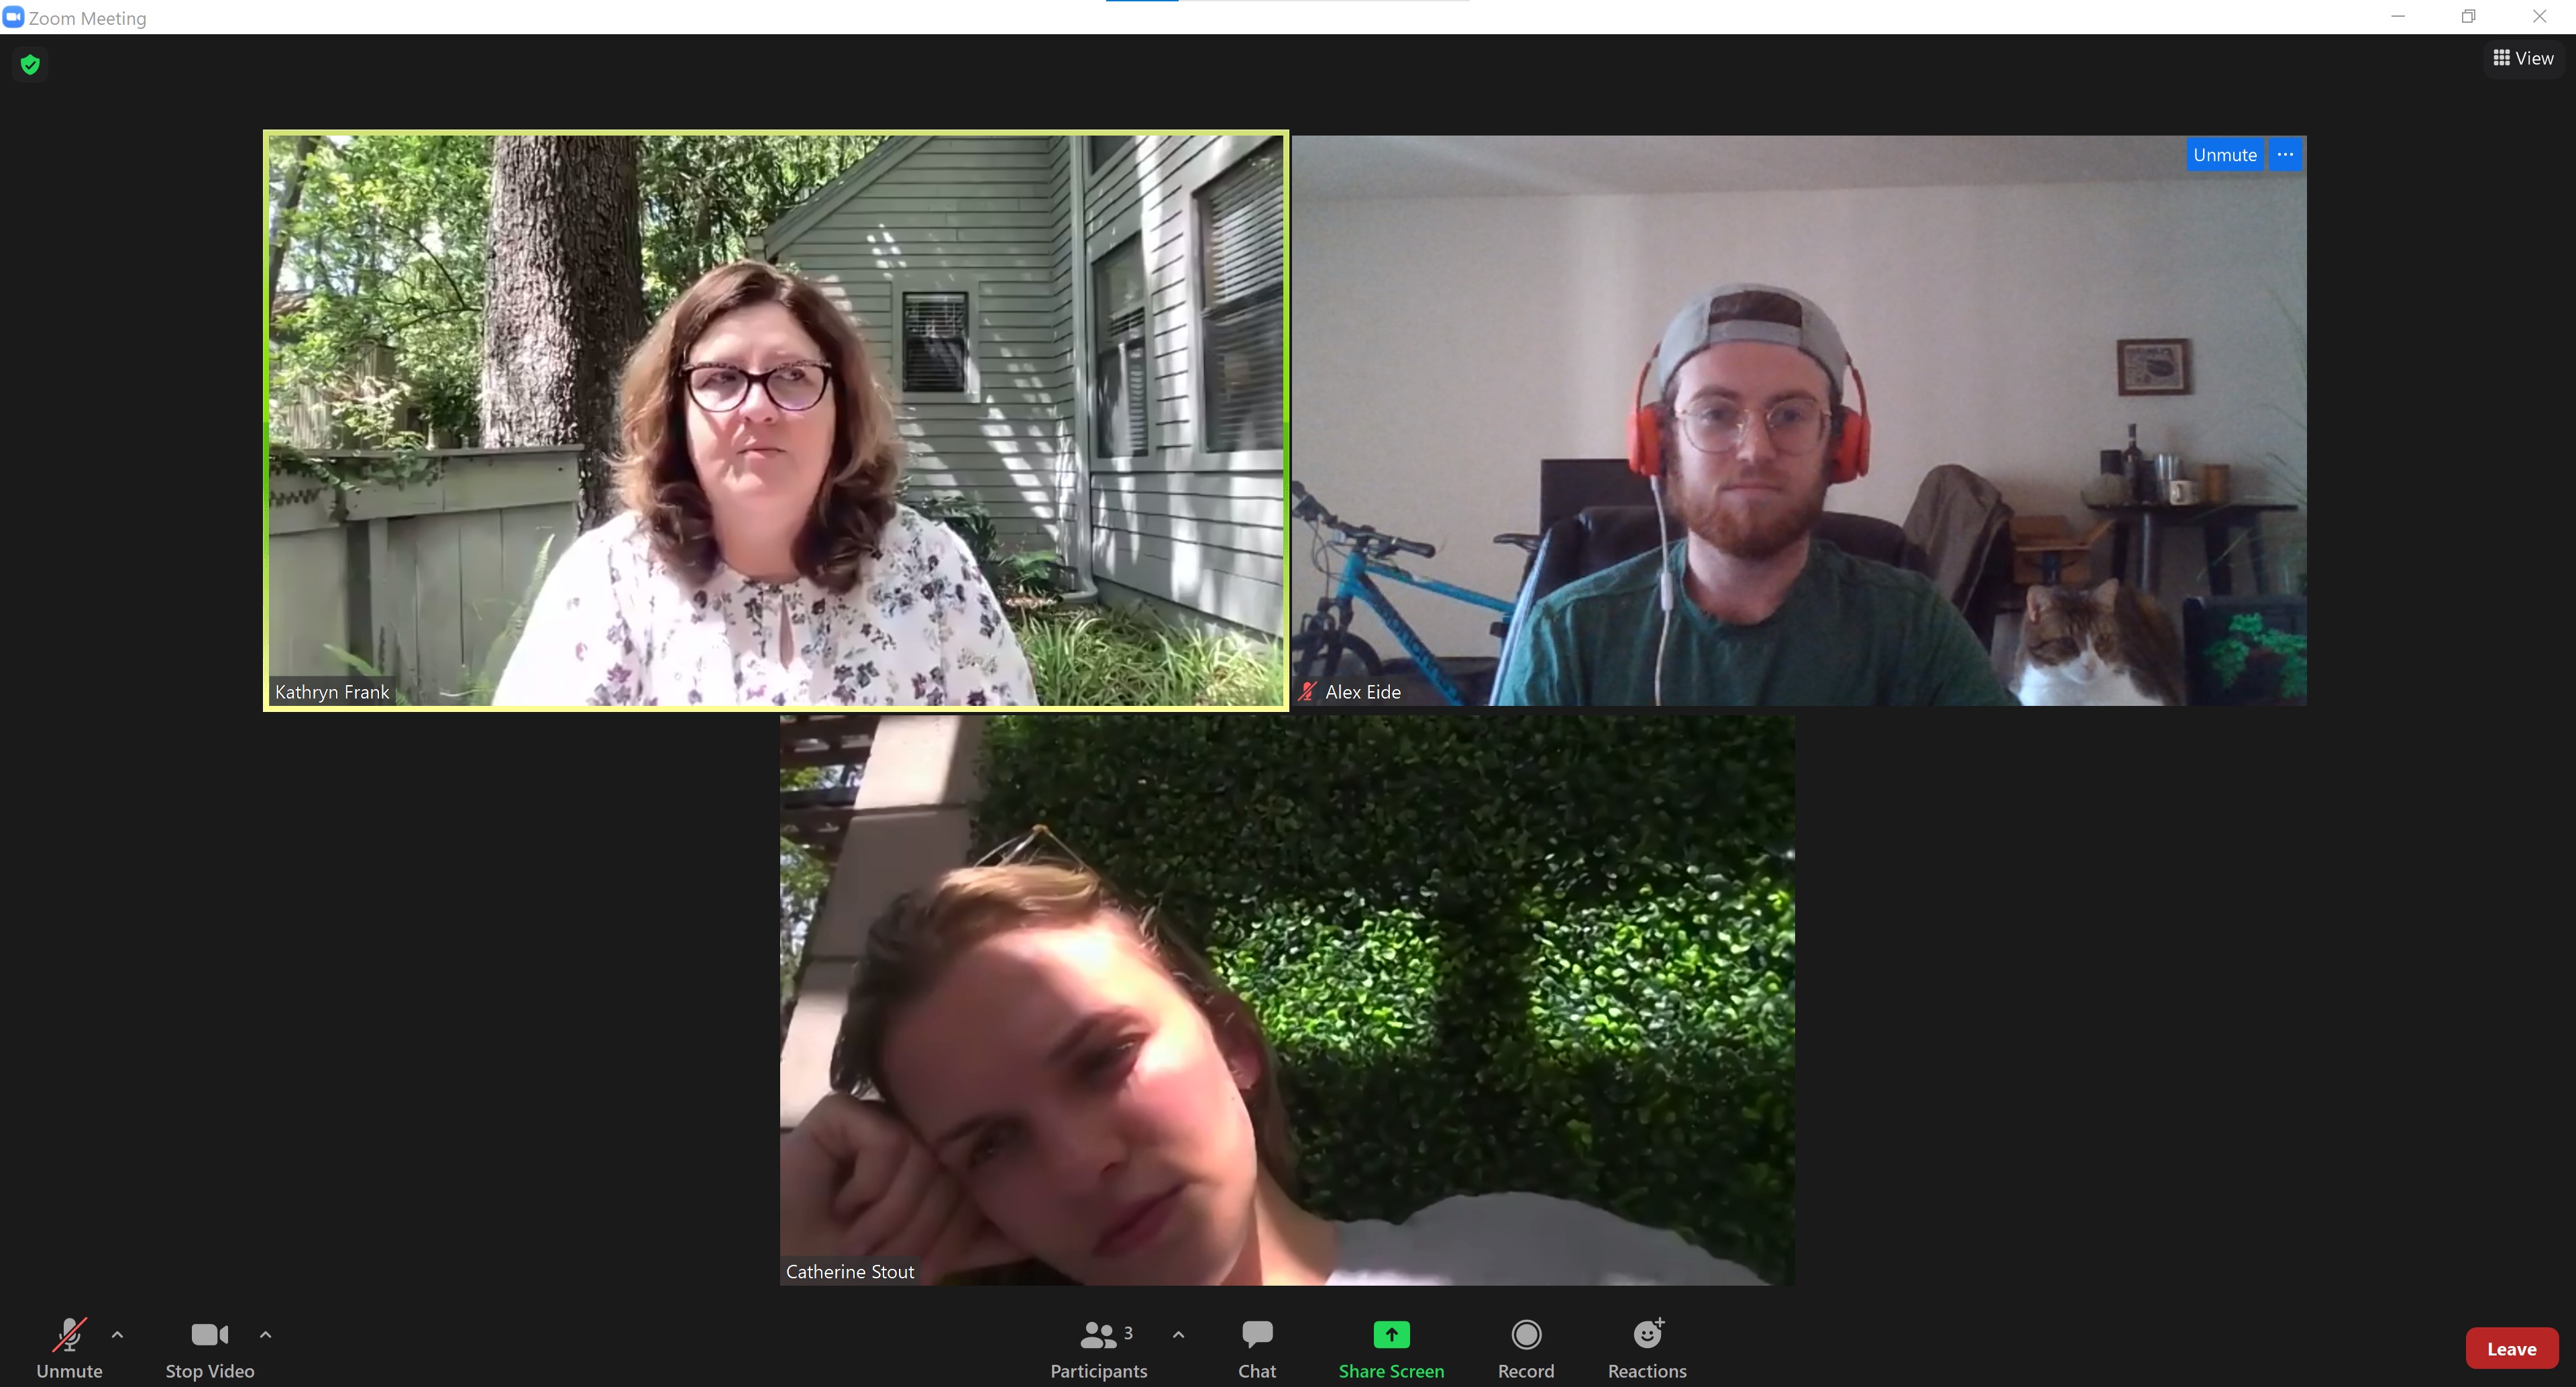 Zoom Meeting
View
Unmute
Kathryn Frank
Alex Eide
Catherine Stout
Unmute
Stop Video
3
Participants
Chat
Share Screen
Record
Reactions
Leave